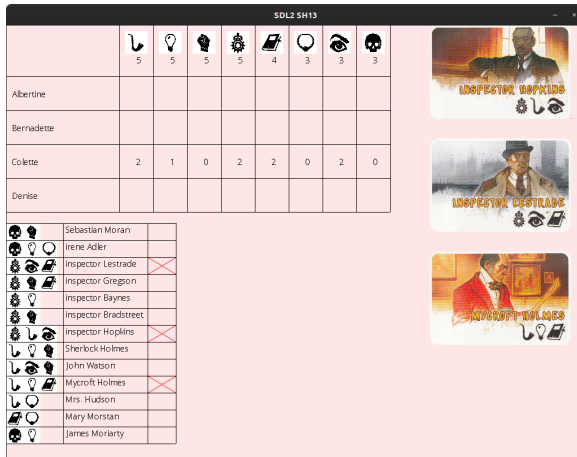 SDL2 SH13
5 5 5 5 4 3 3 3
Albertine
Bernadette
Colette 2 1 0 2 2 0 2 0
Denise
Sebastian Moran
irene Adler
inspector Lestrade
inspector Gregson
inspector Baynes
inspector Bradstreet
inspector Hopkins
Sherlock Holmes
John Watson
Mycroft Holmes
Mrs. Hudson
Mary Morstan
James Moriarty
INSPECTOR HOPKINS
INSPECTOR LESTRADE
MYCROFT HOLMES